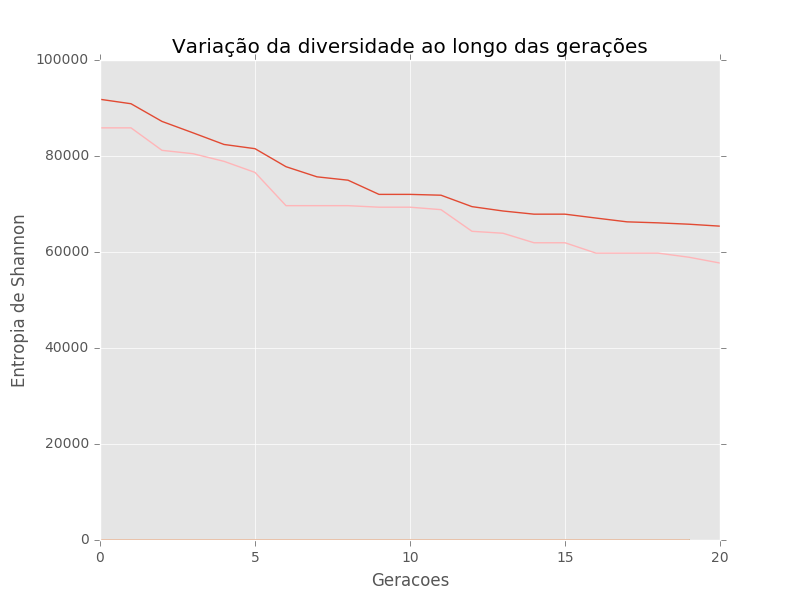 Variação da diversidade ao longo das gerações
100000
80000
60000
40000
20000
0
Entropia de Shannon
0 5 10 15 20
Geracoes